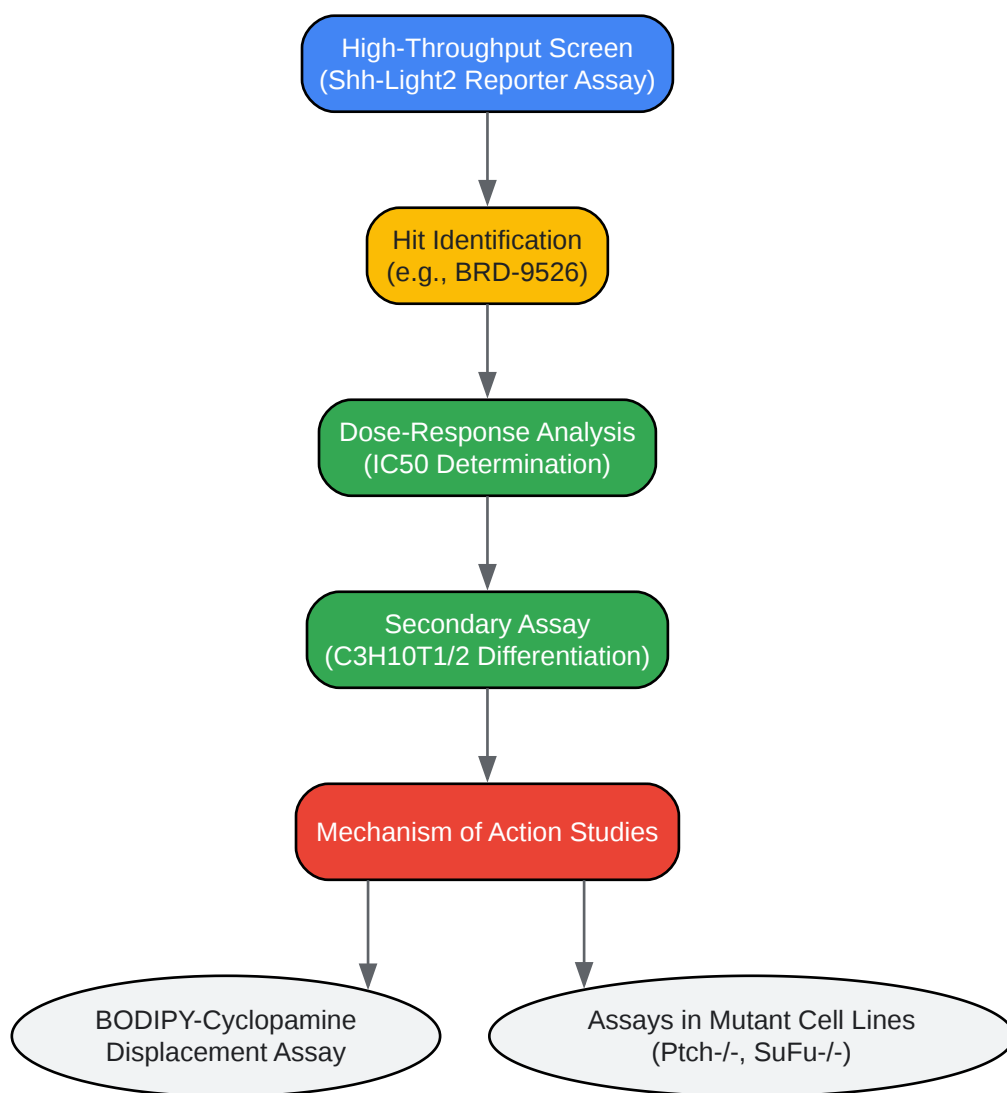 High-Throughput Screen
(Shh-Light2 Reporter Assay)
Hit Identification
(e.g., BRD-9526)
Dose-Response Analysis
(IC50 Determination)
Secondary Assay
(C3H10T1/2 Differentiation)
Mechanism of Action Studies
BODIPY-Cyclopamine
Displacement Assay
Assays in Mutant Cell Lines
(Ptch-/-, SuFu-/-)